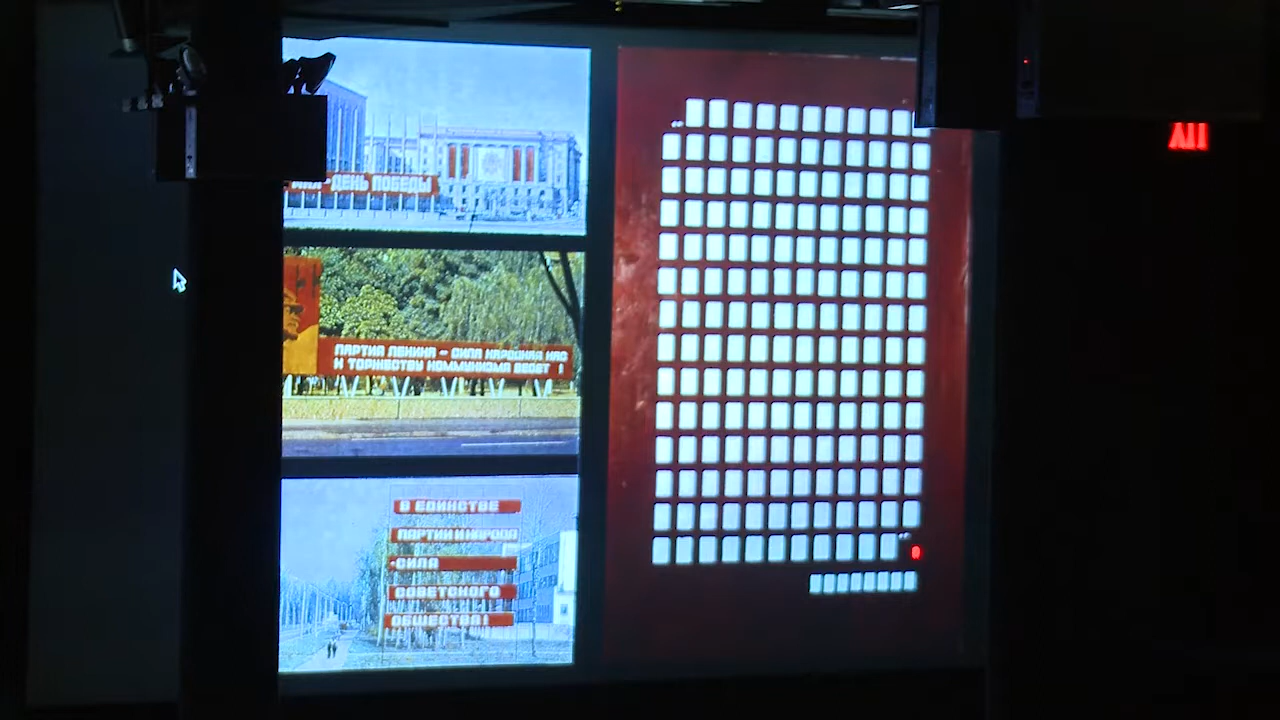 ДЕНЬ ПОБЕДЫ
ПАРТИЯ ЛЕНИНА – СИЛА НАРОДНАЯ НАС
К ТОРЖЕСТВУ КОММУНИЗМА ВЕДЕТ !
В ЕДИНСТВЕ
ПАРТИИ И НАРОДА
СИЛА
СОВЕТСКОГО
ОБЩЕСТВА!